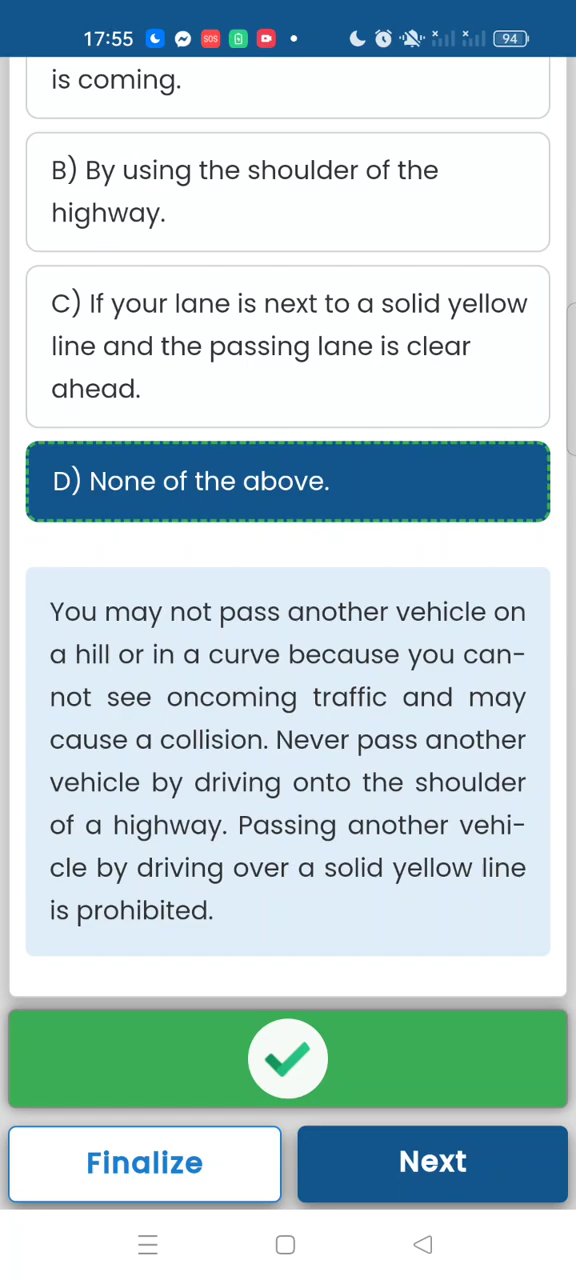 17:55
SOS
94
is coming.
B) By using the shoulder of the
highway.
C) If your lane is next to a solid yellow
line and the passing lane is clear
ahead.
D) None of the above.
You may not pass another vehicle on
a hill or in a curve because you can-
not see oncoming traffic and may
cause a collision. Never pass another
vehicle by driving onto the shoulder
of a highway. Passing another vehi-
cle by driving over a solid yellow line
is prohibited.
Finalize
Next